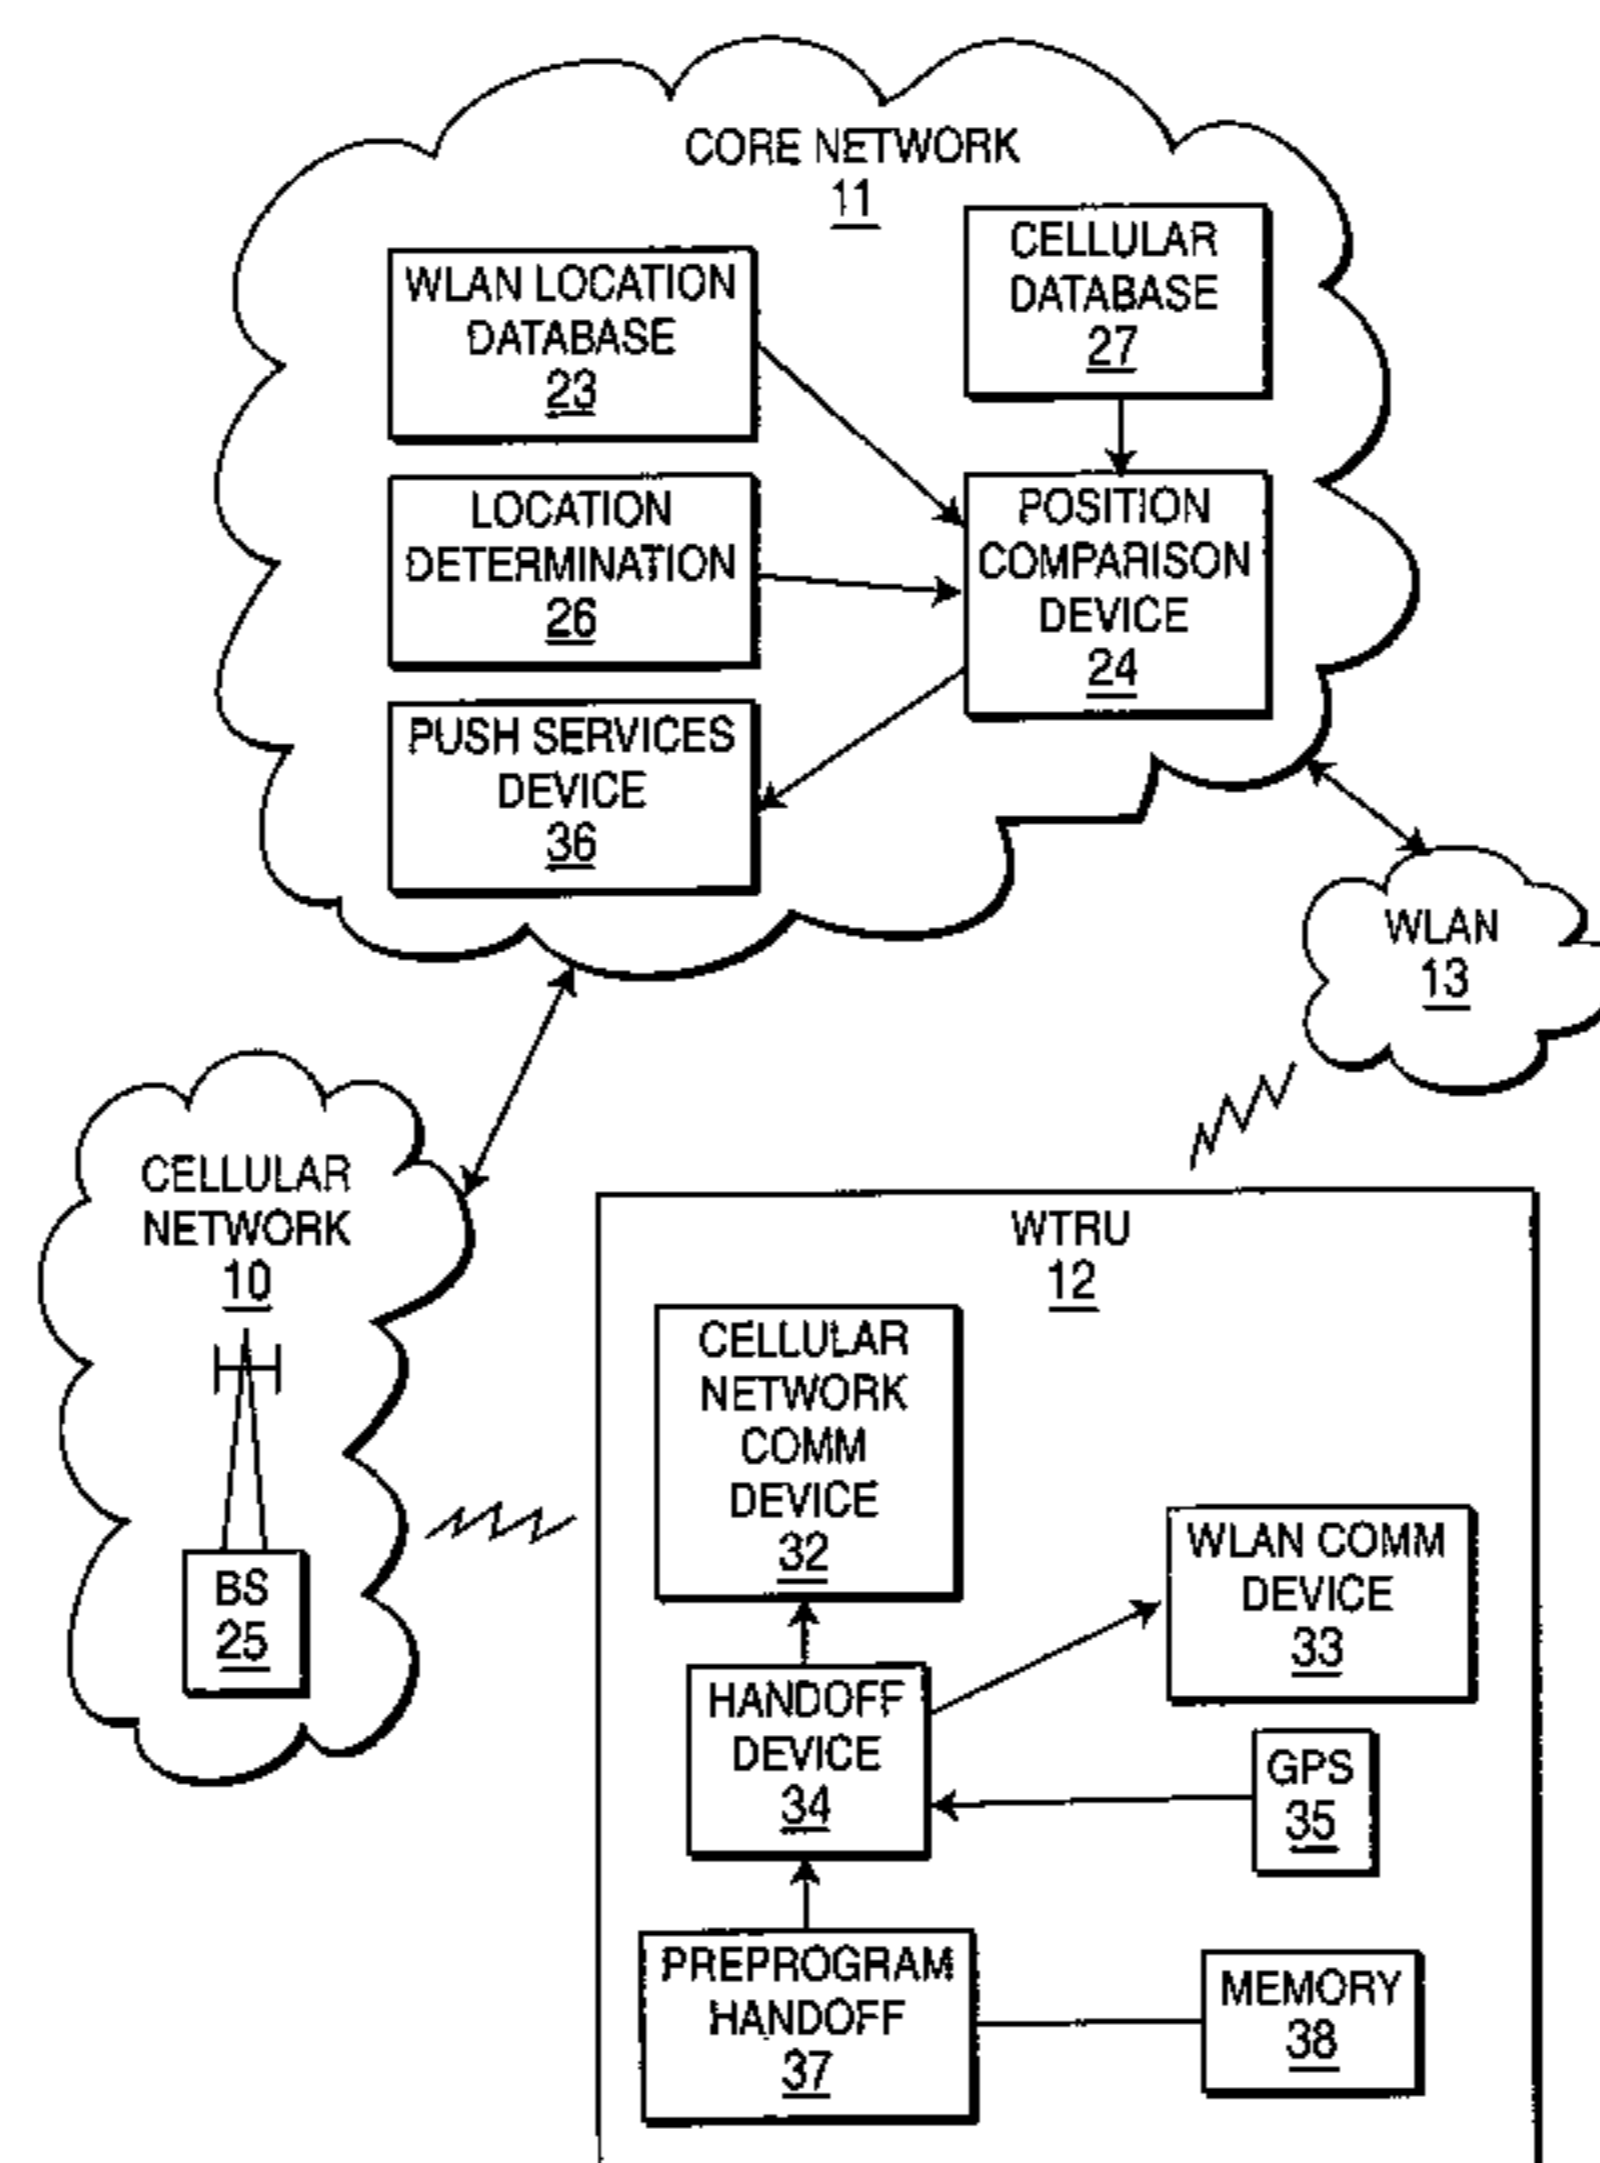 CORE NETWORK
11
WLAN LOCATION
DATABASE
23
CELLULAR
DATABASE
27
LOCATION
DETERMINATION
26
POSITION
COMPARISON
DEVICE
24
PUSH SERVICES
DEVICE
36
WLAN
13
CELLULAR
NETWORK
10
BS
25
WTRU
12
CELLULAR
NETWORK
COMM
DEVICE
32
WLAN COMM
DEVICE
33
HANDOFF
DEVICE
34
GPS
35
PREPROGRAM
HANDOFF
37
MEMORY
38